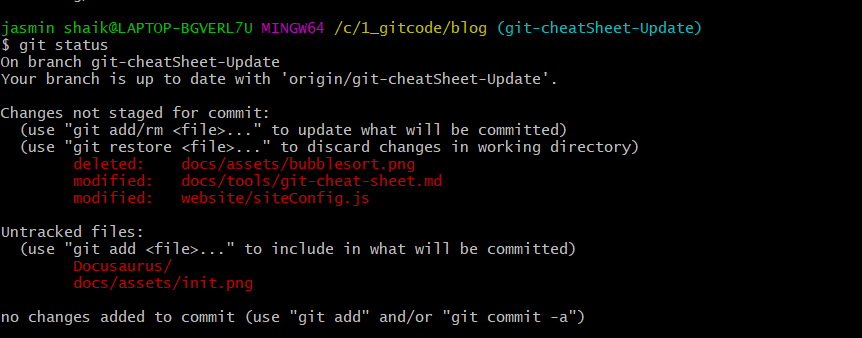 jasmin shaik@LAPTOP-BGVERL7U MINGW64 /c/1_gitcode/blog (git-cheatSheet-Update)
$ git status
On branch git-cheatSheet-Update
Your branch is up to date with 'origin/git-cheatSheet-Update'.
Changes not staged for commit:
(use "git add/rm <file>..." to update what will be committed)
(use "git restore <file>..." to discard changes in working directory)
deleted:    docs/assets/bubblesort.png
modified:   docs/tools/git-cheat-sheet.md
modified:   website/siteConfig.js
Untracked files:
(use "git add <file>..." to include in what will be committed)
Docusaurus/
docs/assets/init.png
no changes added to commit (use "git add" and/or "git commit -a")